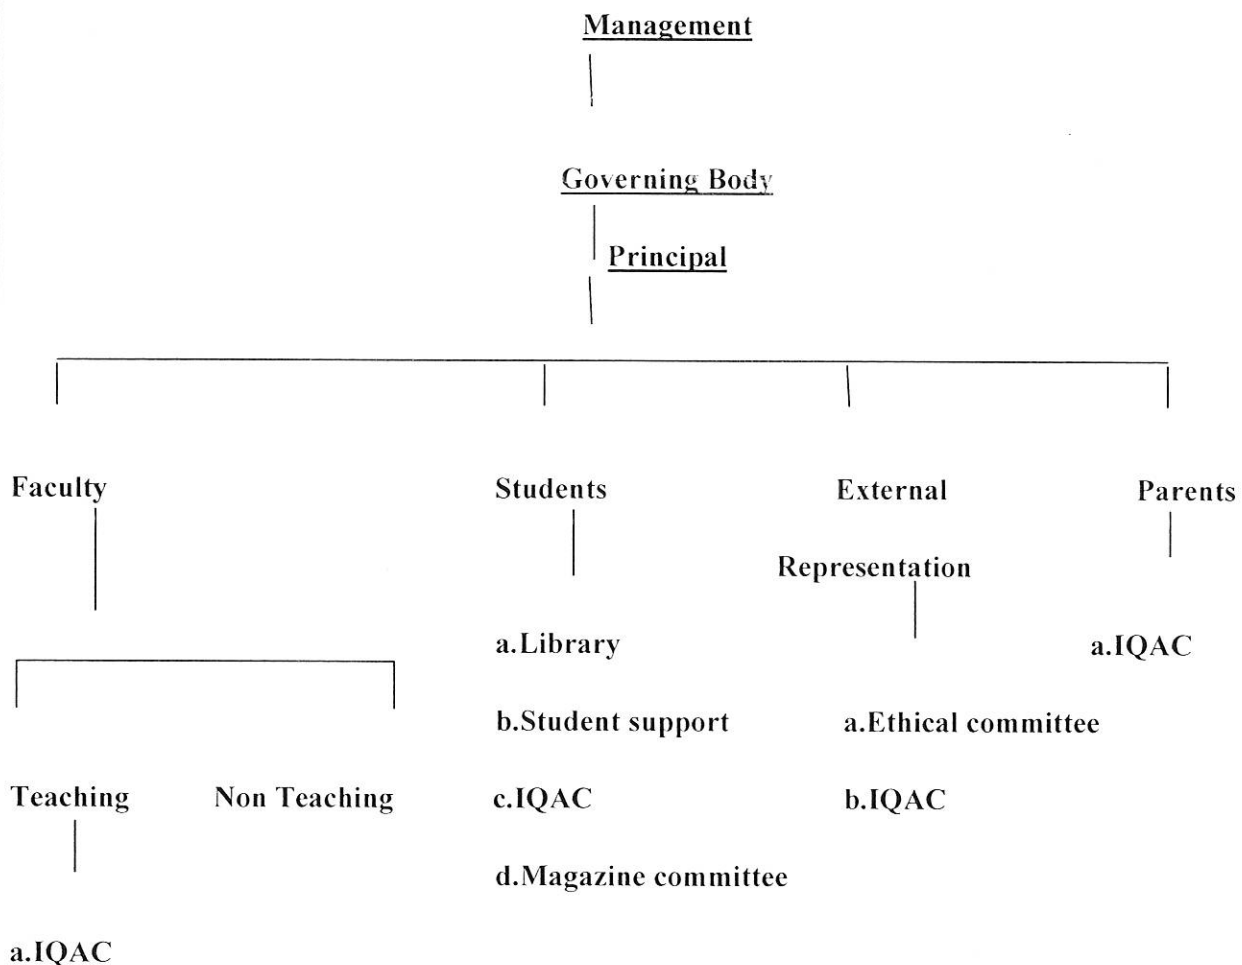 Management
Governing Body
Principal
Faculty Students External Parents
Representation
a.Library a.IQAC
b.Student support a.Ethical committee
Teaching Non Teaching c.IQAC b.IQAC
d.Magazine committee
a.IQAC